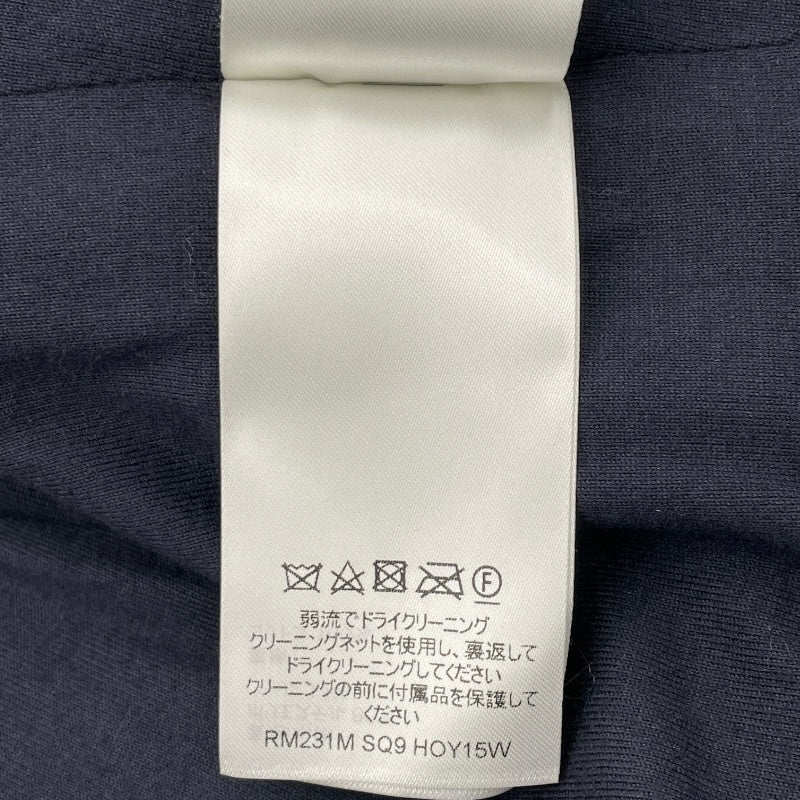 F
弱流でドライクリーニング
クリーニングネットを使用し、裏返して
ドライクリーニングしてください
クリーニングの前に付属品を保護して
ください
RM231M SQ9 HOY15W